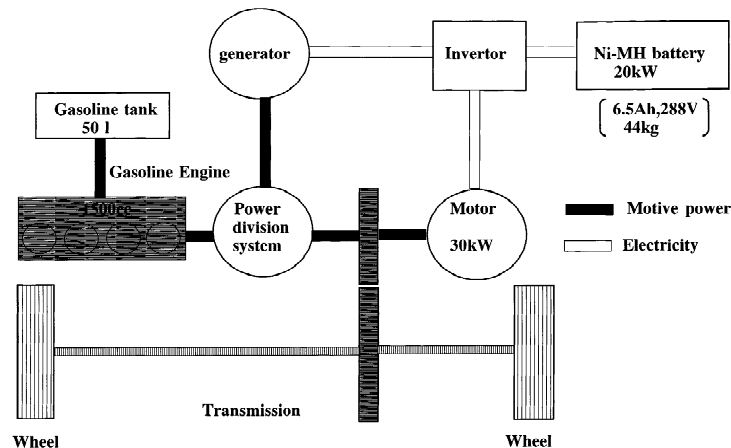 generator
Invertor
Ni-MH battery
20kW
6.5Ah,288V
44kg
Gasoline tank
50 l
Gasoline Engine
1500cc
Power
division
system
Motor
30kW
Motive power
Electricity
Transmission
Wheel
Wheel